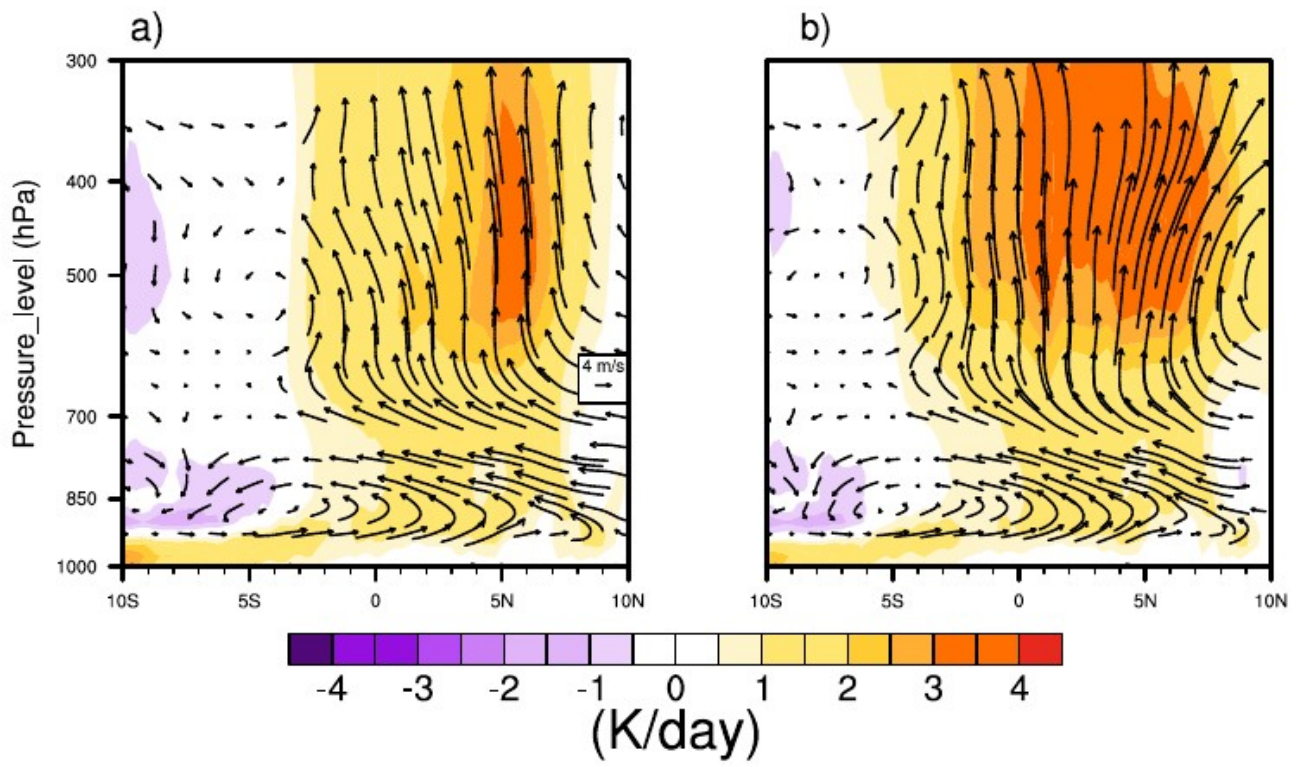 a)
b)
Pressure_level (hPa)
300
400
500
700
850
1000
4 m/s
10S 5S 0 5N 10N
10S 5S 0 5N 10N
-4 -3 -2 -1 0 1 2 3 4
(K/day)